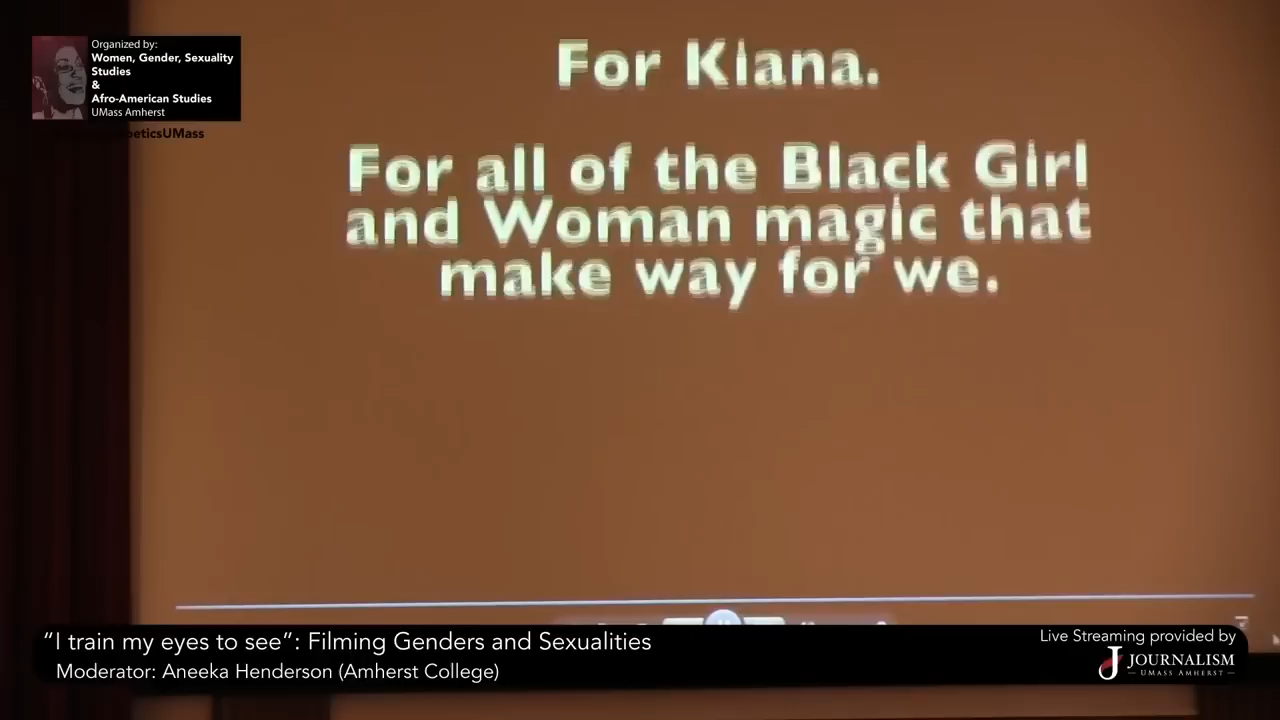 Organized by:
Women, Gender, Sexuality
Studies
&
Afro-American Studies
UMass Amherst
eticsUMass
For Kiana.
For all of the Black Girl
and Woman magic that
make way for we.
“I train my eyes to see“: Filming Genders and Sexualities
Moderator: Aneeka Henderson (Amherst College)
Live Streaming provided by
J JOURNALISM
UMASS AMHERST